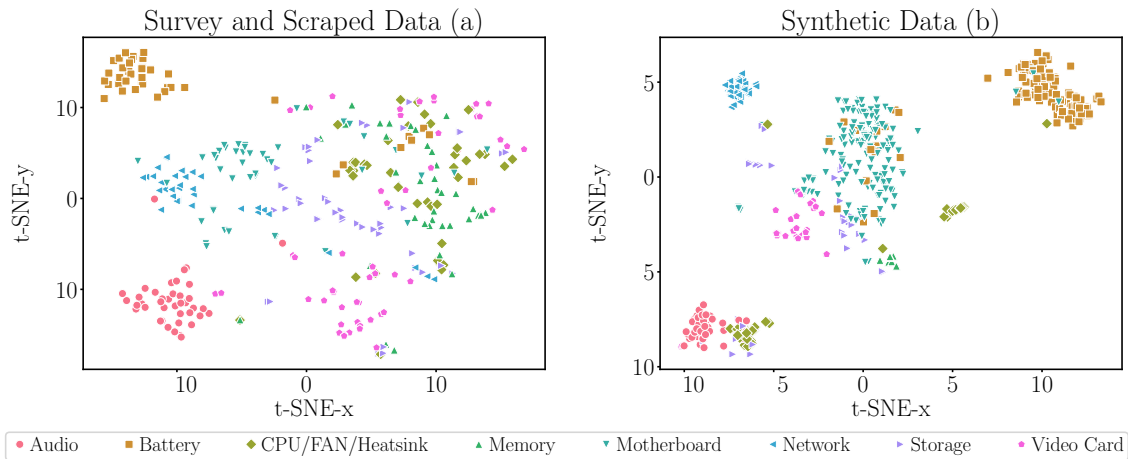 Survey and Scraped Data (a)
Synthetic Data (b)
t-SNE-y
10
0
10
10
0
10
t-SNE-x
t-SNE-y
5
0
5
10
10
5
0
5
10
t-SNE-x
Audio Battery CPU/FAN/Heatsink Memory Motherboard Network Storage Video Card